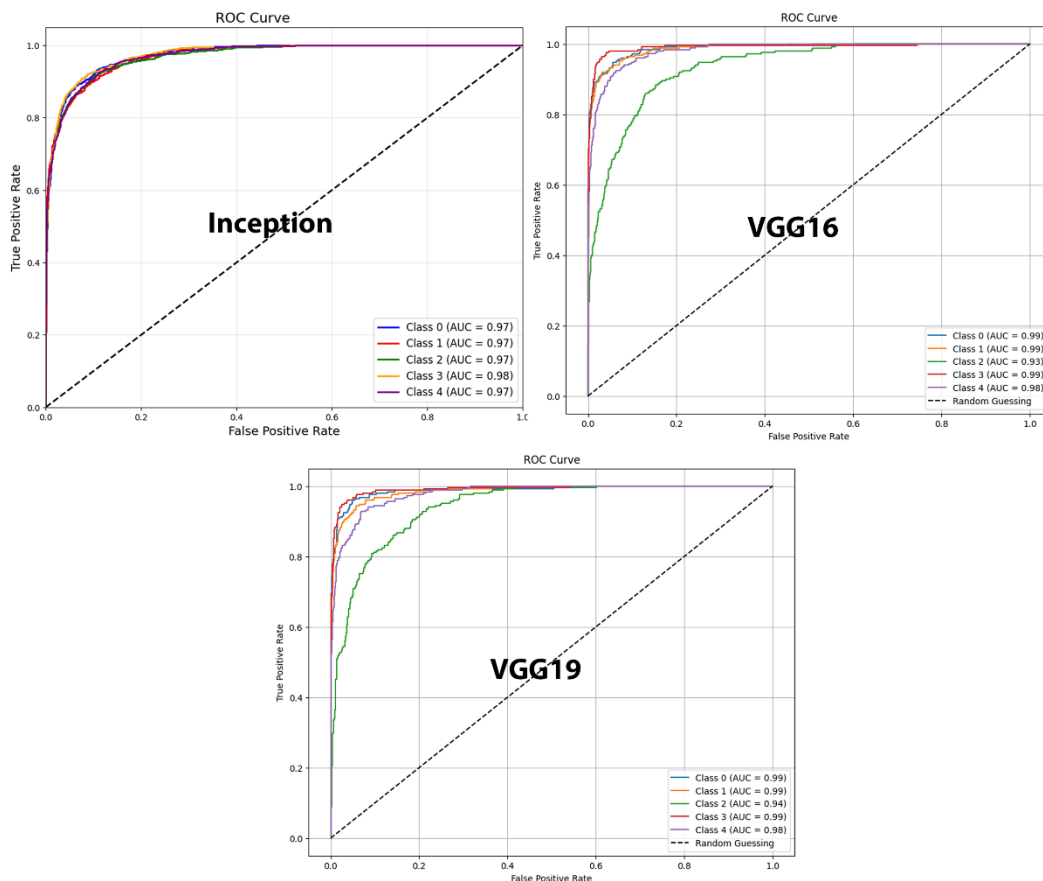 ROC Curve
1.0
0.8
0.6
0.4
0.2
0.0
True Positive Rate
Inception
Class 0 (AUC = 0.97)
Class 1 (AUC = 0.97)
Class 2 (AUC = 0.97)
Class 3 (AUC = 0.98)
Class 4 (AUC = 0.97)
0.0 0.2 0.4 0.6 0.8 1.0
False Positive Rate
ROC Curve
1.0
0.8
0.6
0.4
0.2
0.0
True Positive Rate
VGG16
Class 0 (AUC = 0.99)
Class 1 (AUC = 0.99)
Class 2 (AUC = 0.93)
Class 3 (AUC = 0.99)
Class 4 (AUC = 0.98)
Random Guessing
0.0 0.2 0.4 0.6 0.8 1.0
False Positive Rate
ROC Curve
1.0
0.8
0.6
0.4
0.2
0.0
True Positive Rate
VGG19
Class 0 (AUC = 0.99)
Class 1 (AUC = 0.99)
Class 2 (AUC = 0.94)
Class 3 (AUC = 0.99)
Class 4 (AUC = 0.98)
Random Guessing
0.0 0.2 0.4 0.6 0.8 1.0
False Positive Rate